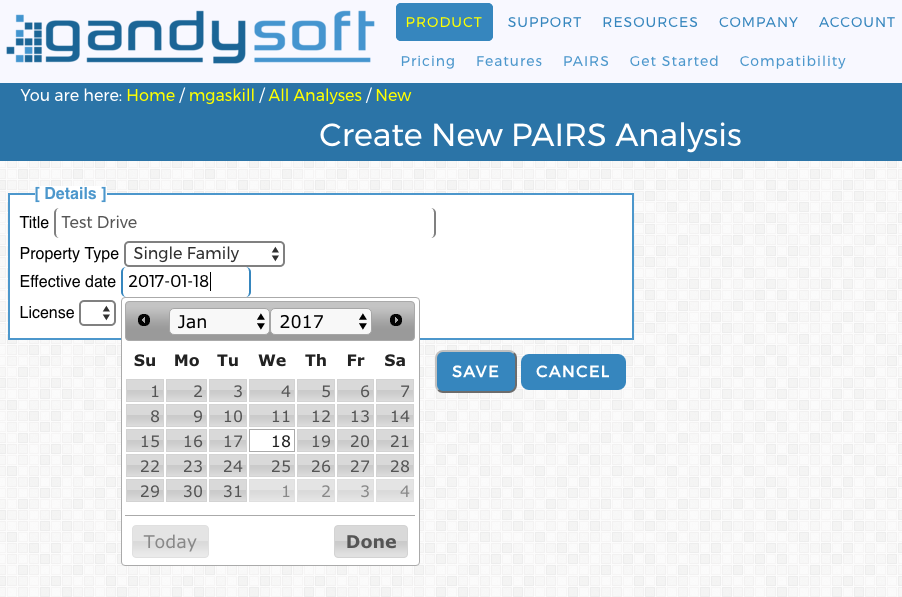 gandysoft
PRODUCT SUPPORT RESOURCES COMPANY ACCOUNT
Pricing Features PAIRS Get Started Compatibility
You are here: Home / mgaskill / All Analyses / New
Create New PAIRS Analysis
[ Details ]
Title Test Drive
Property Type Single Family
Effective date 2017-01-18
License
Jan 2017
Su Mo Tu We Th Fr Sa
1 2 3 4 5 6 7
8 9 10 11 12 13 14
15 16 17 18 19 20 21
22 23 24 25 26 27 28
29 30 31 1 2 3 4
Today Done
SAVE CANCEL